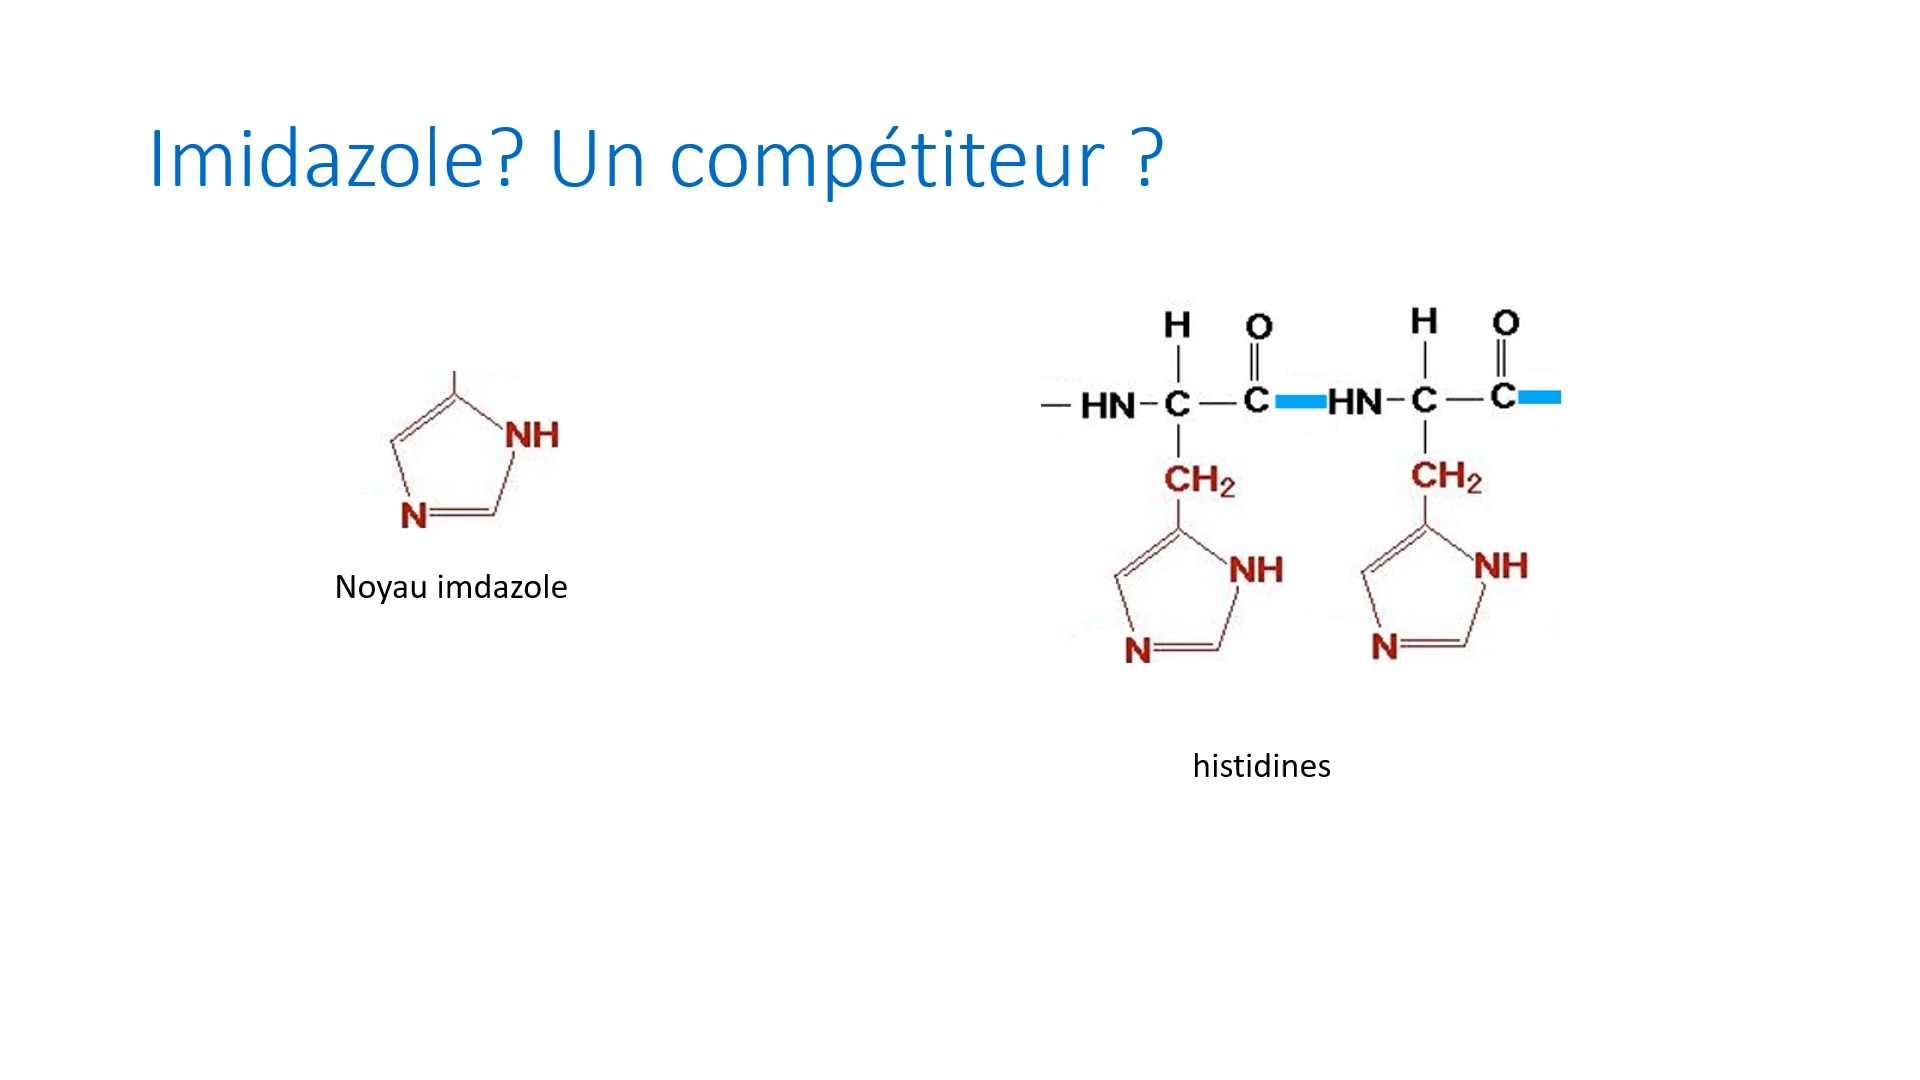 Imidazole? Un compétiteur ?
H O H O
HN C C HN C C
CH2 CH2
NH NH NH
N N N
Noyau imdazole
histidines